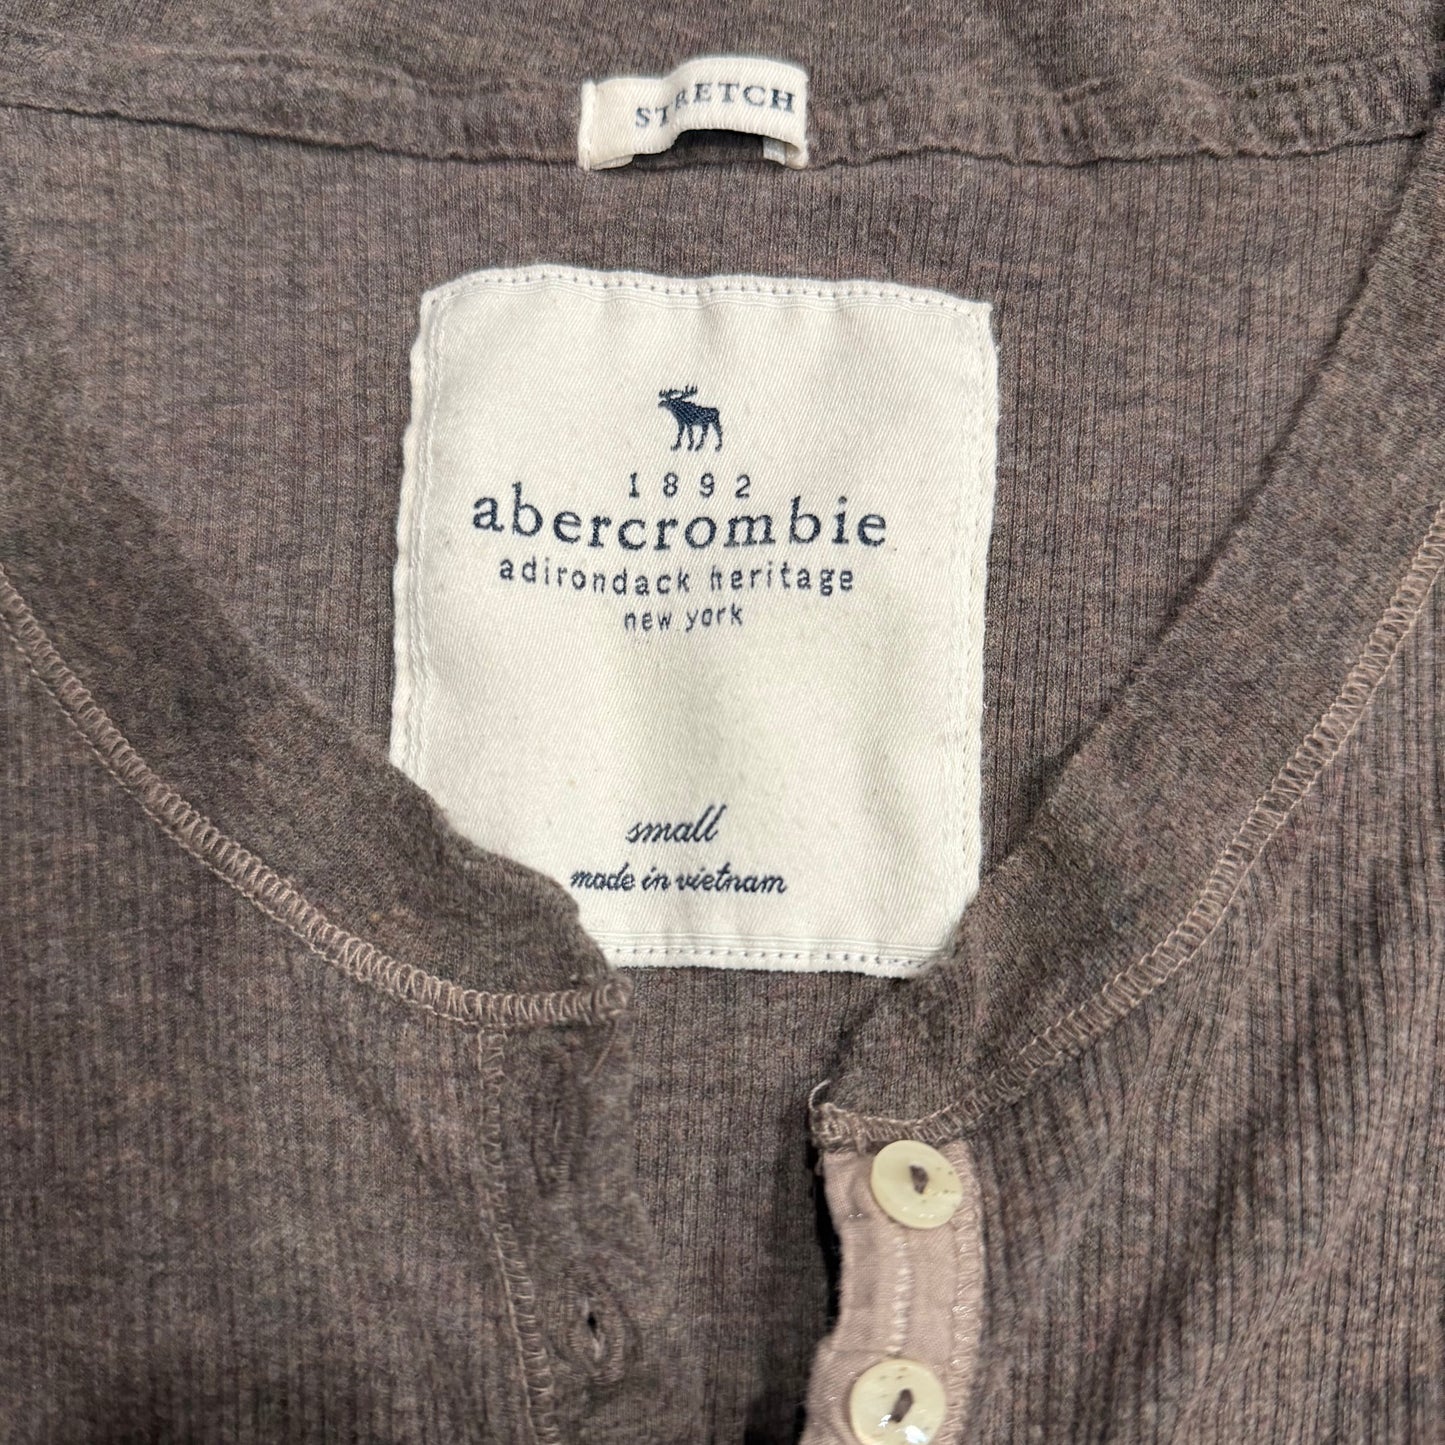 STRETCH
1892
abercrombie
adirondack heritage
new york
small
made in vietnam